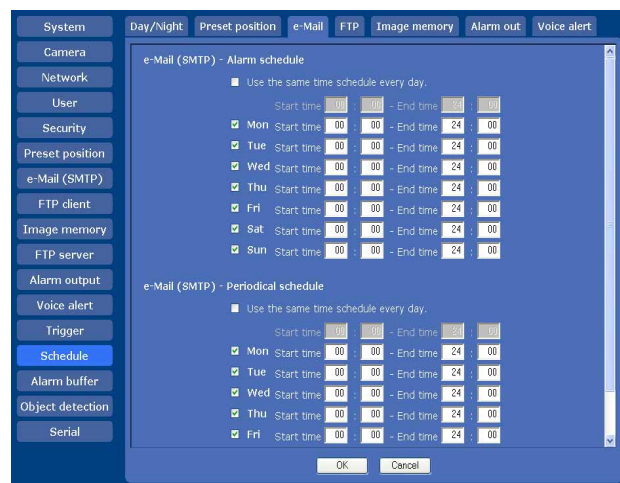 System
Camera
Network
User
Security
Preset position
e-Mail (SMTP)
FTP client
Image memory
FTP server
Alarm output
Voice alert
Trigger
Schedule
Alarm buffer
Object detection
Serial
Day/Night Preset position e-Mail FTP Image memory Alarm out Voice alert
e-Mail (SMTP) - Alarm schedule
Use the same time schedule every day.
Start time 00 : 00 - End time 24 : 00
Mon Start time 00 : 00 - End time 24 : 00
Tue Start time 00 : 00 - End time 24 : 00
Wed Start time 00 : 00 - End time 24 : 00
Thu Start time 00 : 00 - End time 24 : 00
Fri Start time 00 : 00 - End time 24 : 00
Sat Start time 00 : 00 - End time 24 : 00
Sun Start time 00 : 00 - End time 24 : 00
e-Mail (SMTP) - Periodical schedule
Use the same time schedule every day.
Start time 00 : 00 - End time 24 : 00
Mon Start time 00 : 00 - End time 24 : 00
Tue Start time 00 : 00 - End time 24 : 00
Wed Start time 00 : 00 - End time 24 : 00
Thu Start time 00 : 00 - End time 24 : 00
Fri Start time 00 : 00 - End time 24 : 00
OK Cancel